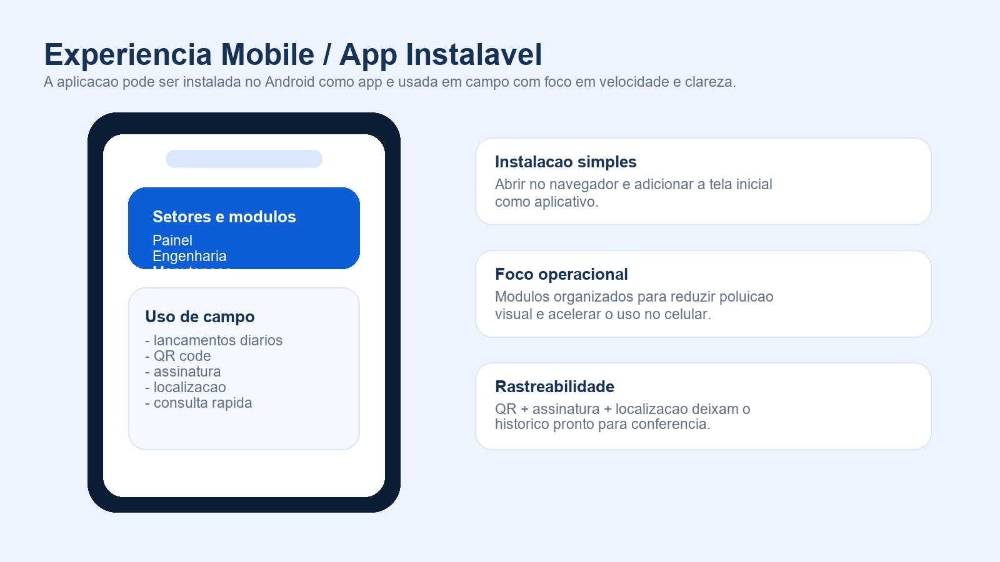 Experiencia Mobile / App Instalavel
A aplicacao pode ser instalada no Android como app e usada em campo com foco em velocidade e clareza.
Setores e modulos
Painel
Engenharia
Uso de campo
- lancamentos diarios
- QR code
- assinatura
- localizacao
- consulta rapida
Instalacao simples
Abrir no navegador e adicionar a tela inicial
como aplicativo.
Foco operacional
Modulos organizados para reduzir poluicao
visual e acelerar o uso no celular.
Rastreabilidade
QR + assinatura + localizacao deixam o
historico pronto para conferencia.